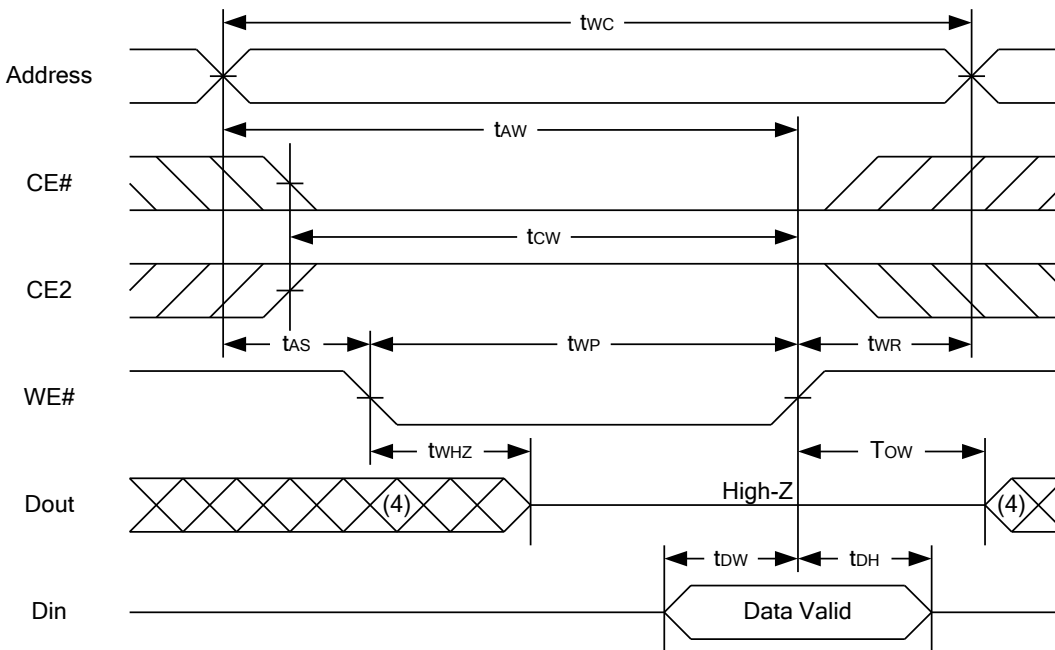 tWC
Address
tAW
CE#
tCW
CE2
tAS tWP tWR
WE#
tWHZ TOW
Dout (4) High-Z (4)
tDW tDH
Din Data Valid